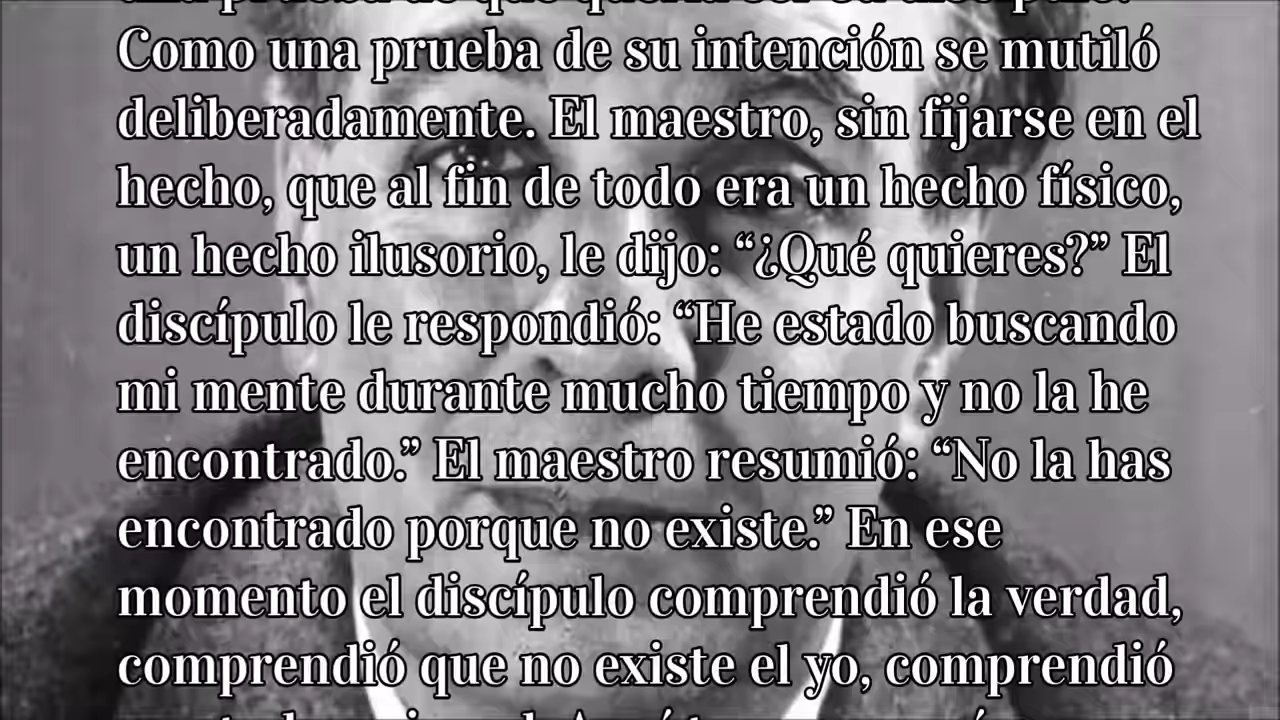 Como una prueba de su intención se mutiló
deliberadamente. El maestro, sin fijarse en el
hecho, que al fin de todo era un hecho físico,
un hecho ilusorio, le dijo: “¿Qué quieres?” El
discípulo le respondió: “He estado buscando
mi mente durante mucho tiempo y no la he
encontrado.” El maestro resumió: “No la has
encontrado porque no existe.” En ese
momento el discípulo comprendió la verdad,
comprendió que no existe el yo, comprendió